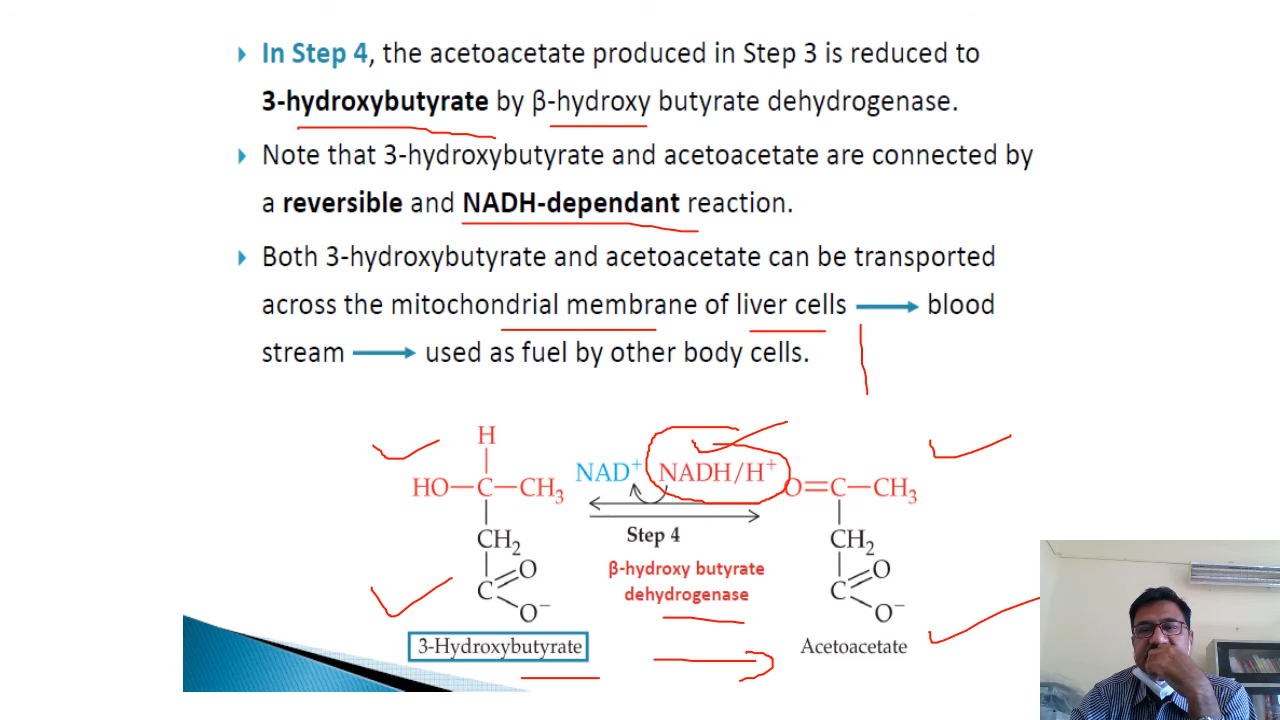 In Step 4, the acetoacetate produced in Step 3 is reduced to
3-hydroxybutyrate by β-hydroxy butyrate dehydrogenase.
Note that 3-hydroxybutyrate and acetoacetate are connected by
a reversible and NADH-dependant reaction.
Both 3-hydroxybutyrate and acetoacetate can be transported
across the mitochondrial membrane of liver cells → blood
stream → used as fuel by other body cells.
H
NAD⁺ NADH/H⁺
HO—C—CH₃
O=C—CH₃
Step 4
CH₂
CH₂
β-hydroxy butyrate
dehydrogenase
C O
O⁻
C O
O⁻
3-Hydroxybutyrate
Acetoacetate